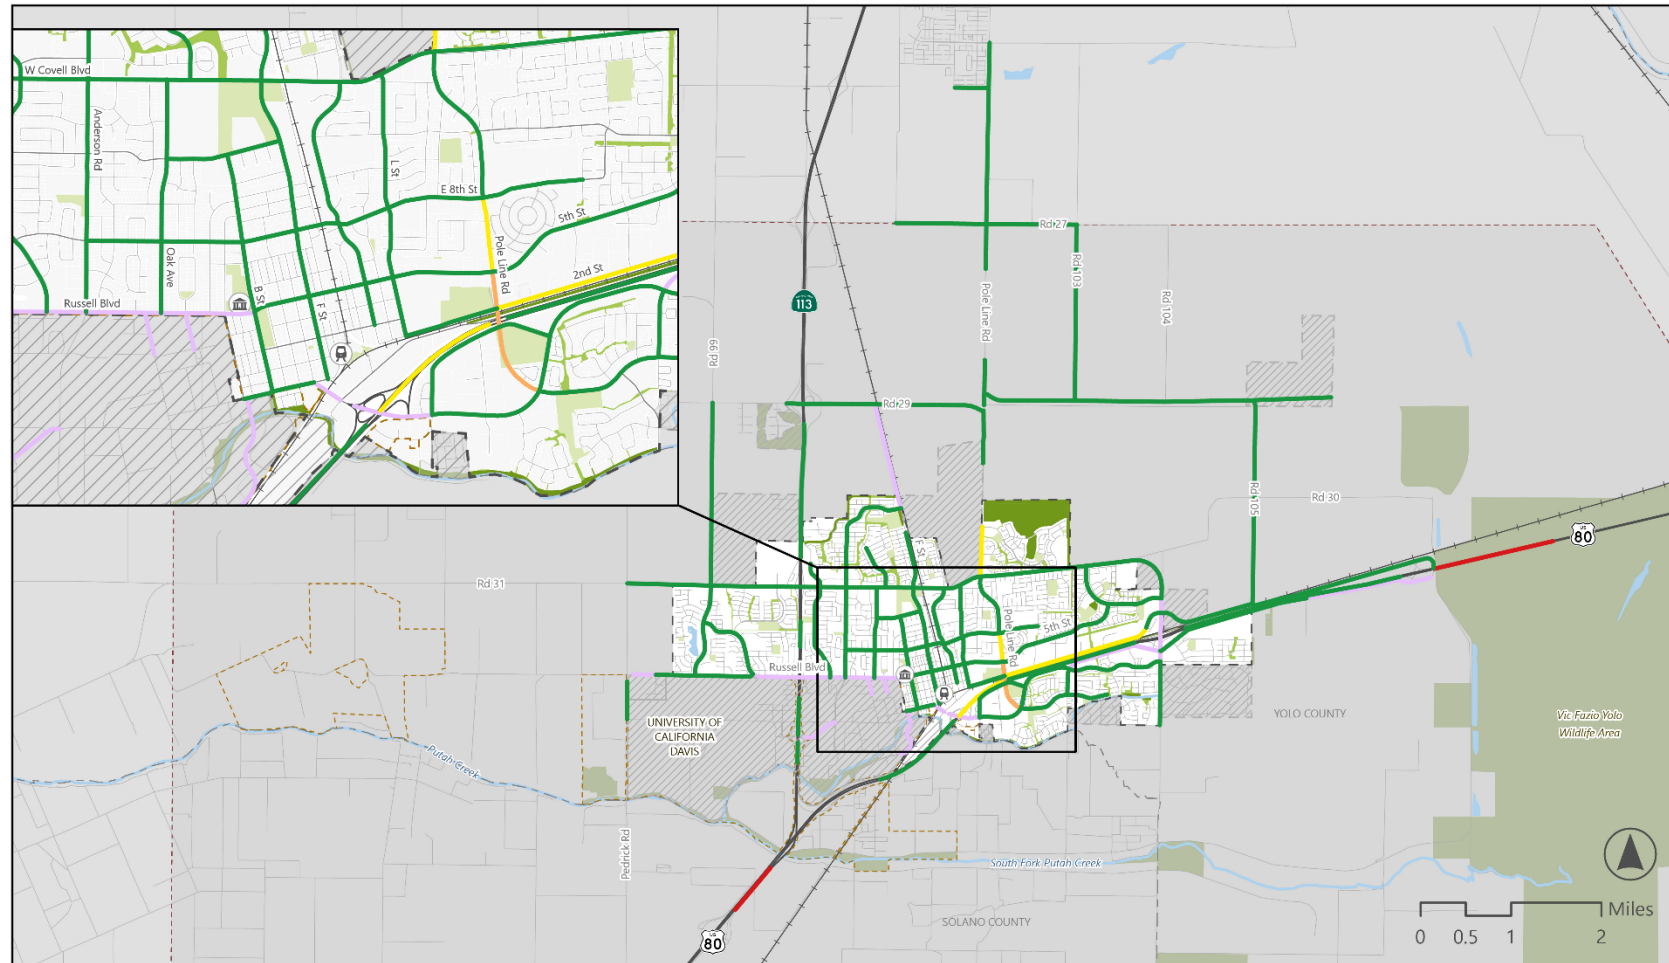 W Covell Blvd
Anderson Rd
L St
E 8th St
5th St
Oak Ave
Pole Line Rd
2nd St
B St
Russell Blvd
F St
113
Rd 27
Rd 103
Pole Line Rd
Rd 104
Rd 99
Rd 29
Rd 105
Rd 30
US
80
F St
Rd 31
5th St
Pole Line Rd
Russell Blvd
UNIVERSITY OF
CALIFORNIA
DAVIS
YOLO COUNTY
Vic Fazio Yolo
Wildlife Area
Putah Creek
Pedrick Rd
South Fork Putah Creek
SOLANO COUNTY
US
80
Miles
0 0.5 1 2